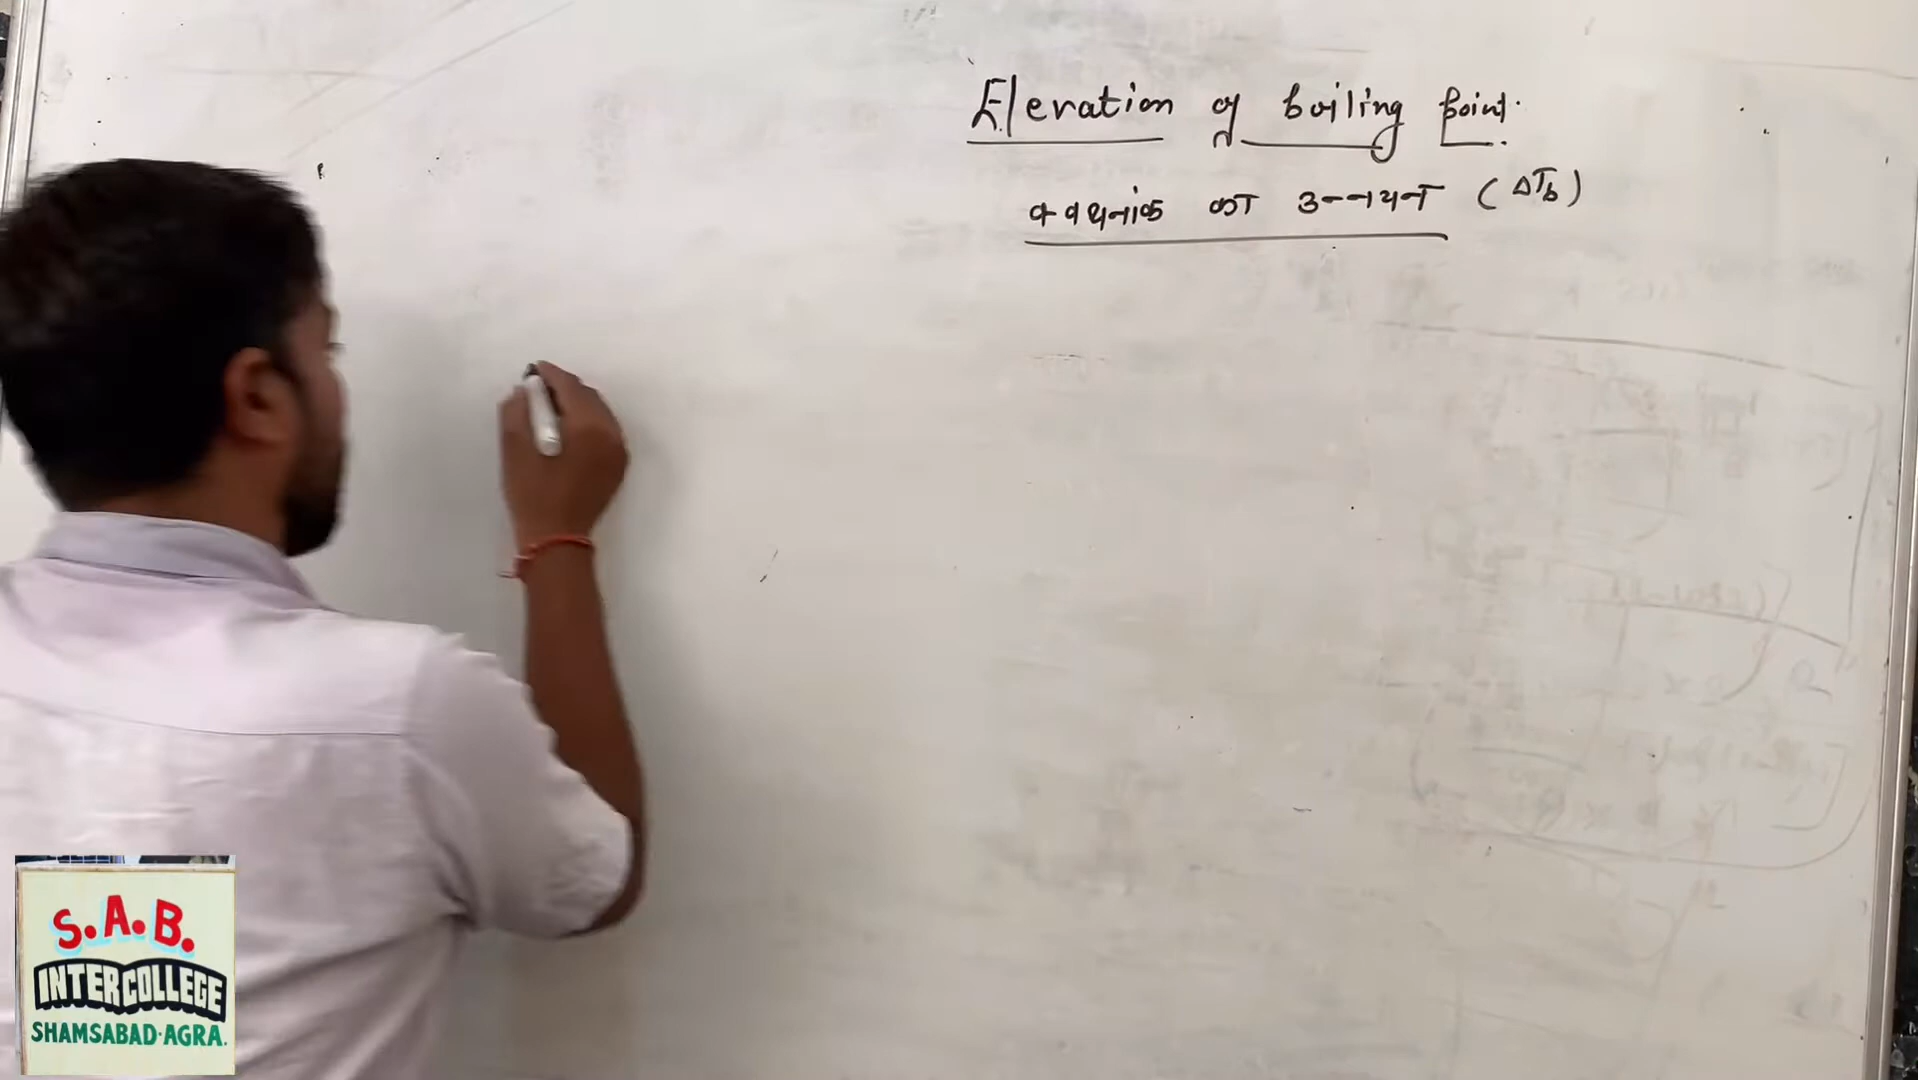 Elevation of boiling point.
क्वथनांक का उन्नयन (ΔTb)
S.A.B.
INTERCOLLEGE
SHAMSABAD·AGRA.